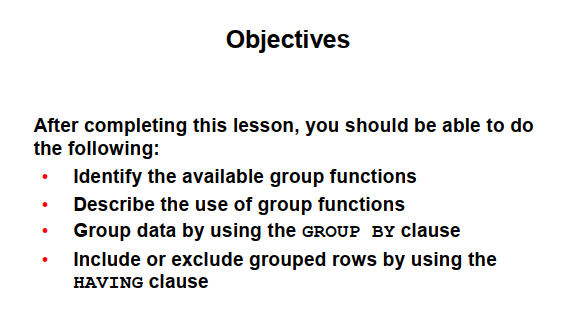 Objectives
After completing this lesson, you should be able to do
the following:
• Identify the available group functions
• Describe the use of group functions
• Group data by using the GROUP BY clause
• Include or exclude grouped rows by using the
HAVING clause